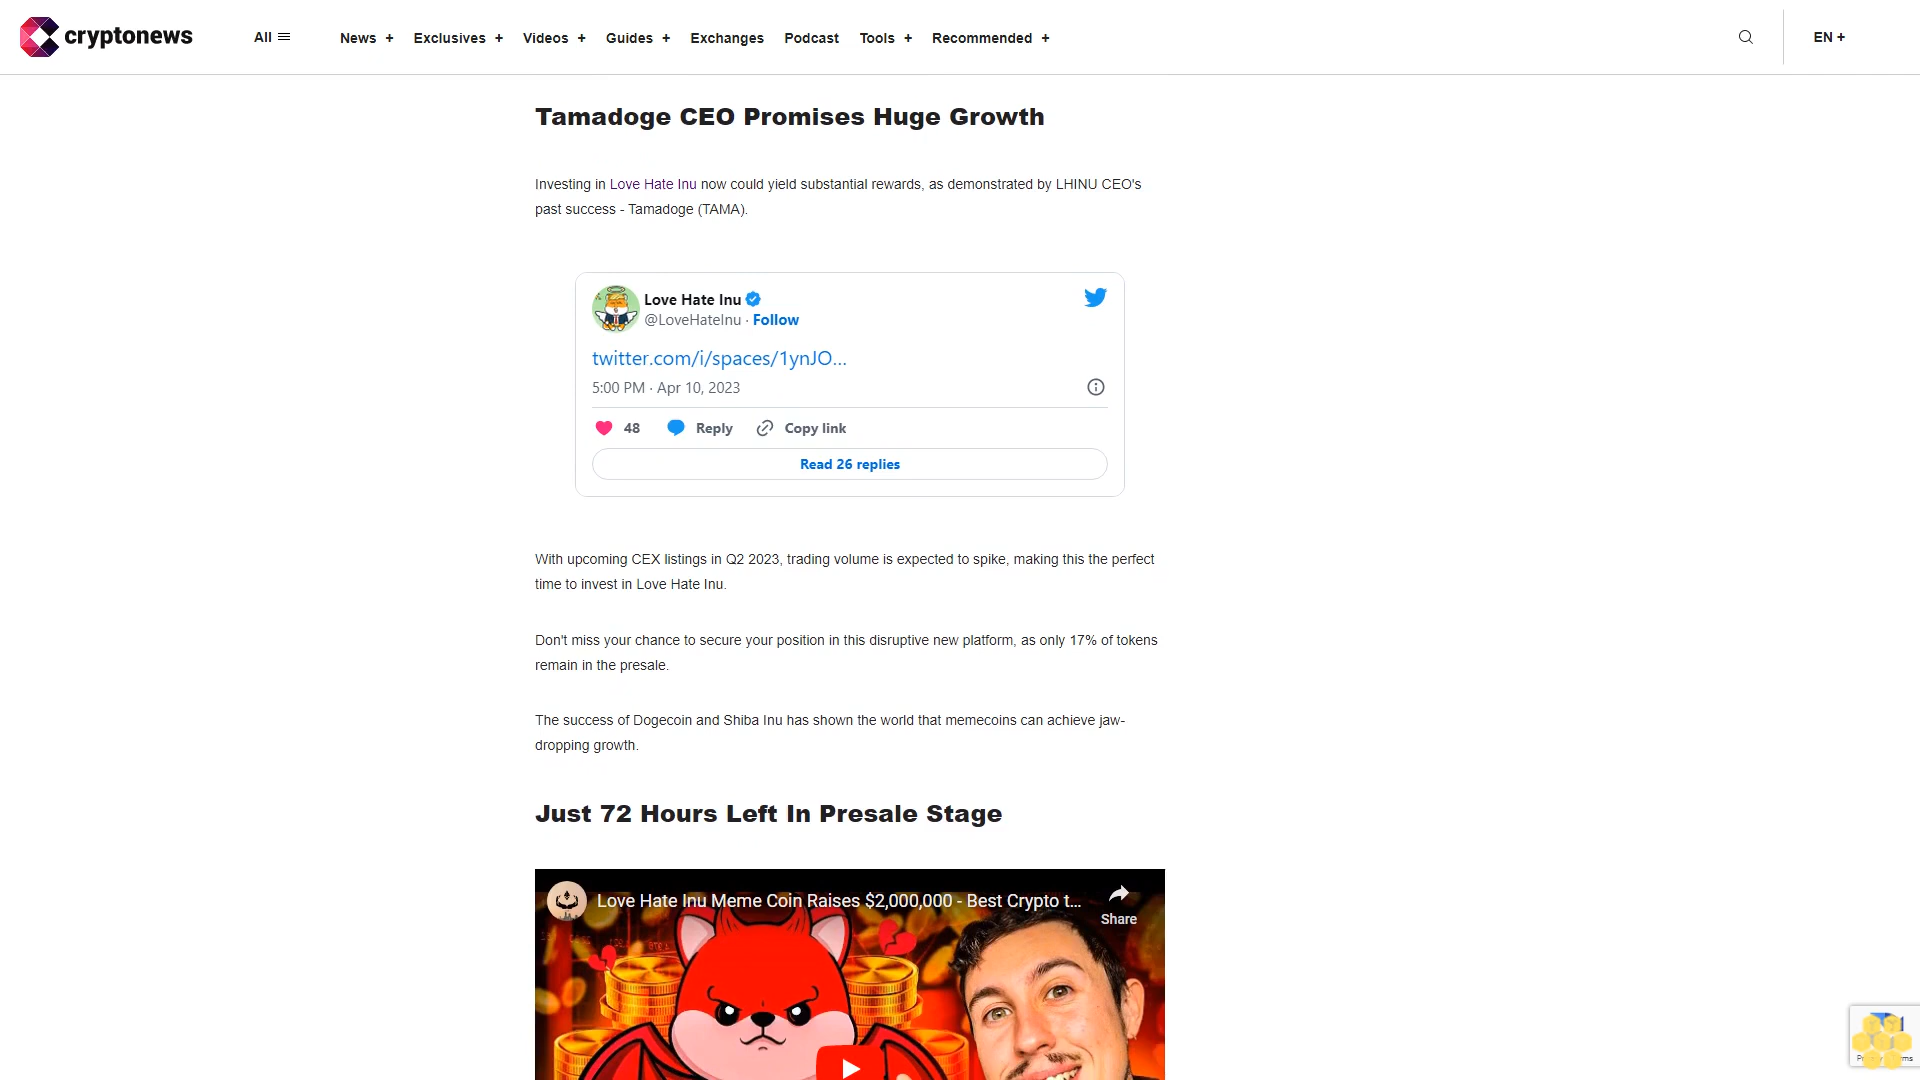 cryptonews
All
News +
Exclusives +
Videos +
Guides +
Exchanges
Podcast
Tools +
Recommended +
EN +
Tamadoge CEO Promises Huge Growth
Investing in Love Hate Inu now could yield substantial rewards, as demonstrated by LHINU CEO's
past success - Tamadoge (TAMA).
Love Hate Inu
@LoveHateInu · Follow
twitter.com/i/spaces/1ynJO...
5:00 PM · Apr 10, 2023
48
Reply
Copy link
Read 26 replies
With upcoming CEX listings in Q2 2023, trading volume is expected to spike, making this the perfect
time to invest in Love Hate Inu.
Don't miss your chance to secure your position in this disruptive new platform, as only 17% of tokens
remain in the presale.
The success of Dogecoin and Shiba Inu has shown the world that memecoins can achieve jaw-
dropping growth.
Just 72 Hours Left In Presale Stage
Love Hate Inu Meme Coin Raises $2,000,000 - Best Crypto t...
Share